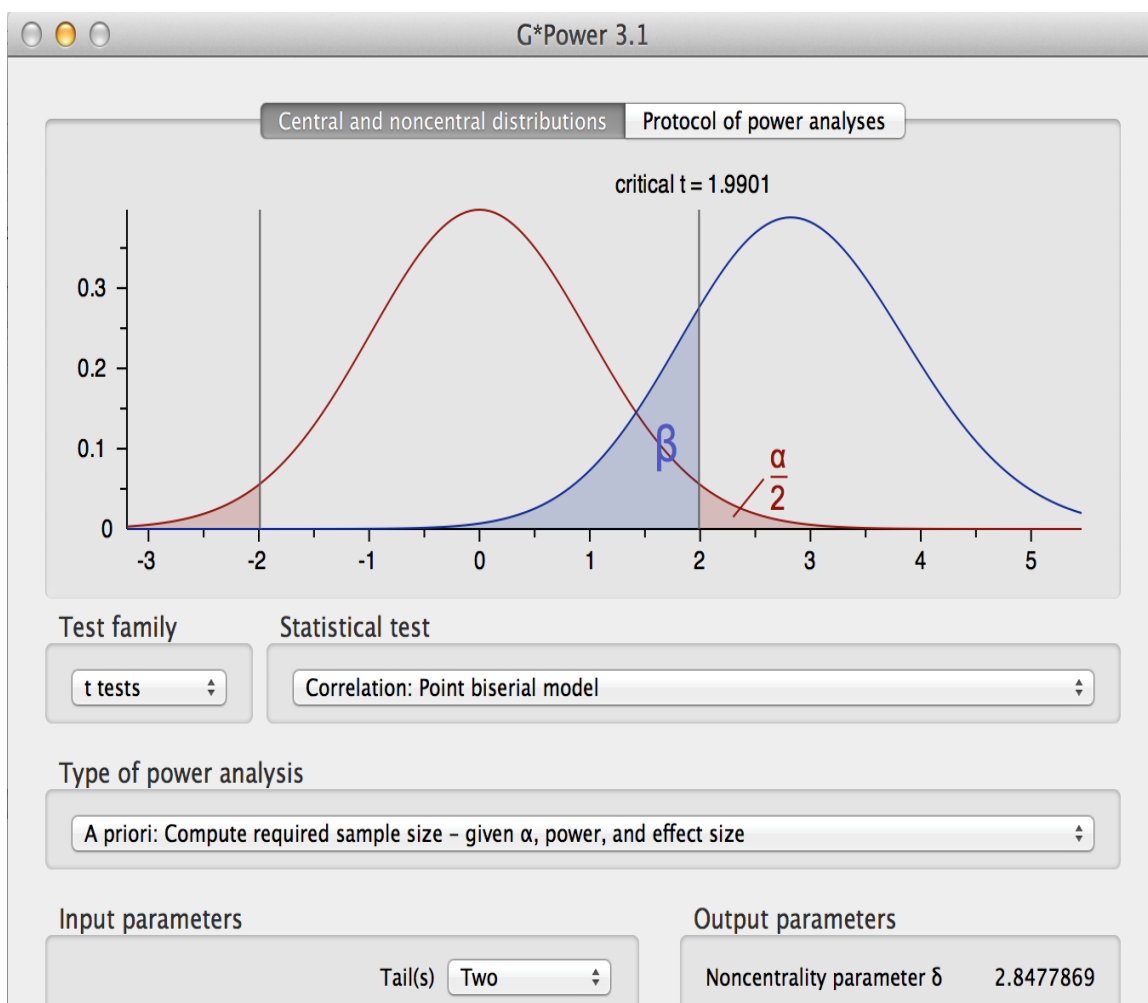 G*Power 3.1
Central and noncentral distributions Protocol of power analyses
critical t = 1.9901
0.3
0.2
0.1
0
β
α
2
-3 -2 -1 0 1 2 3 4 5
Test family Statistical test
t tests Correlation: Point biserial model
Type of power analysis
A priori: Compute required sample size – given α, power, and effect size
Input parameters Output parameters
Tail(s) Two Noncentrality parameter δ 2.8477869